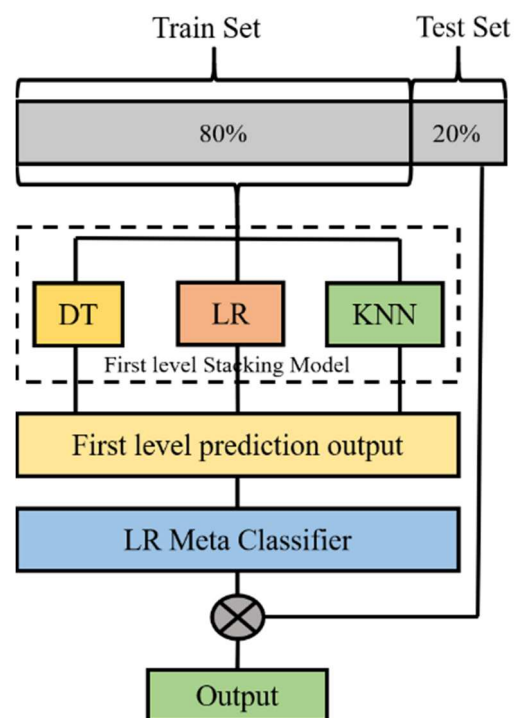 Train Set
Test Set
80%
20%
DT
LR
KNN
First level Stacking Model
First level prediction output
LR Meta Classifier
Output